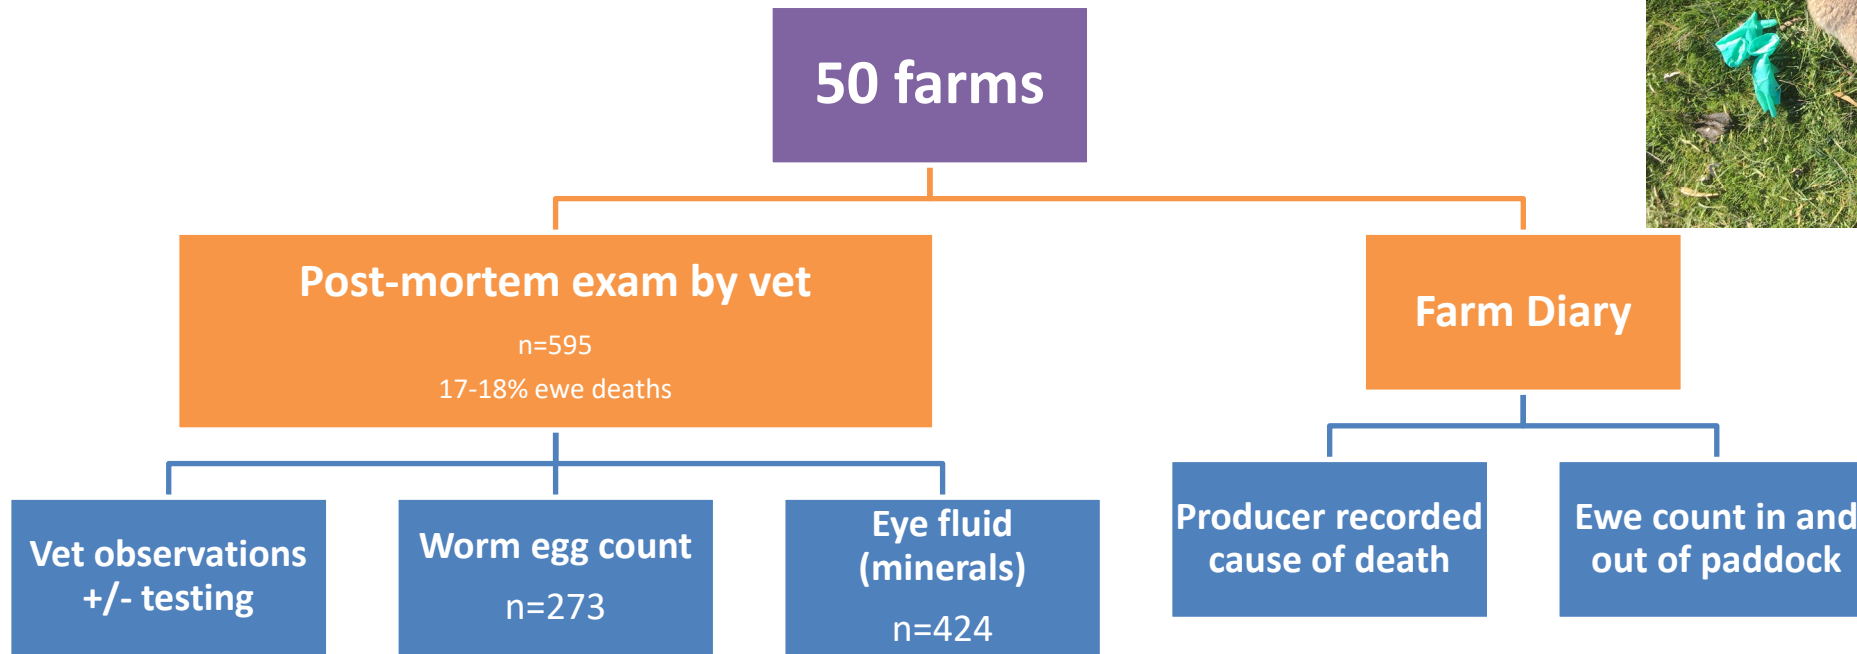 50 farms
Post-mortem exam by vet
n=595
17-18% ewe deaths
Farm Diary
Vet observations
+/- testing
Worm egg count
n=273
Eye fluid
(minerals)
n=424
Producer recorded
cause of death
Ewe count in and
out of paddock